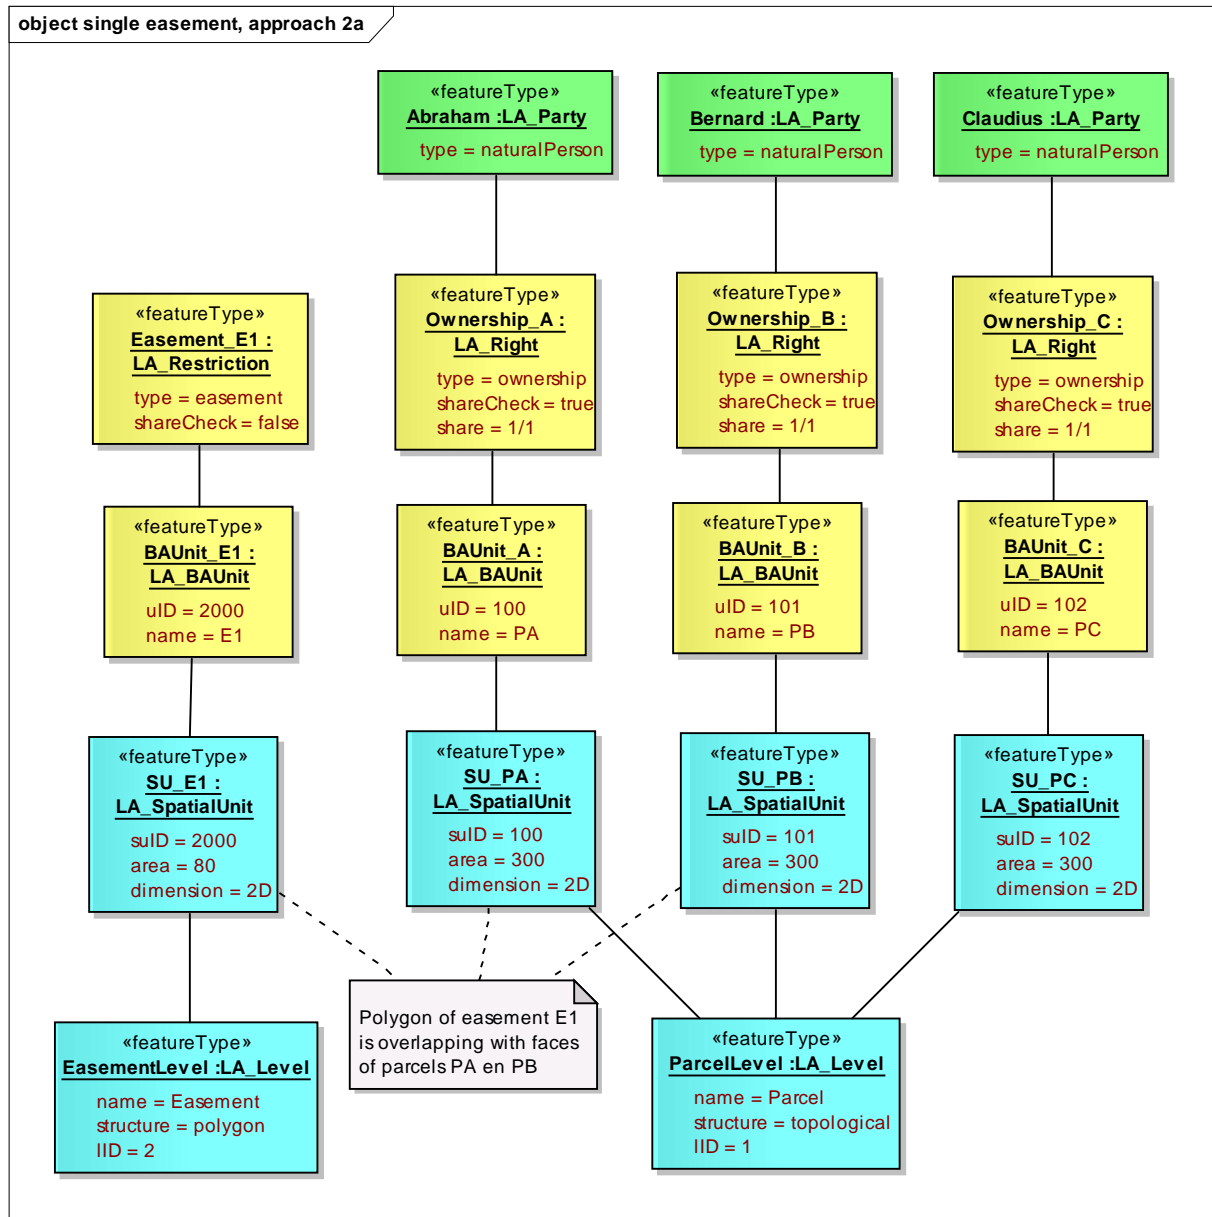 object single easement, approach 2a
«featureType»
Abraham :LA_Party
type = naturalPerson
«featureType»
Bernard :LA_Party
type = naturalPerson
«featureType»
Claudius :LA_Party
type = naturalPerson
«featureType»
Easement_E1 :
LA_Restriction
type = easement
shareCheck = false
«featureType»
Ownership_A :
LA_Right
type = ownership
shareCheck = true
share = 1/1
«featureType»
Ownership_B :
LA_Right
type = ownership
shareCheck = true
share = 1/1
«featureType»
Ownership_C :
LA_Right
type = ownership
shareCheck = true
share = 1/1
«featureType»
BAUnit_E1 :
LA_BAUnit
uID = 2000
name = E1
«featureType»
BAUnit_A :
LA_BAUnit
uID = 100
name = PA
«featureType»
BAUnit_B :
LA_BAUnit
uID = 101
name = PB
«featureType»
BAUnit_C :
LA_BAUnit
uID = 102
name = PC
«featureType»
SU_E1 :
LA_SpatialUnit
suID = 2000
area = 80
dimension = 2D
«featureType»
SU_PA :
LA_SpatialUnit
suID = 100
area = 300
dimension = 2D
«featureType»
SU_PB :
LA_SpatialUnit
suID = 101
area = 300
dimension = 2D
«featureType»
SU_PC :
LA_SpatialUnit
suID = 102
area = 300
dimension = 2D
«featureType»
EasementLevel :LA_Level
name = Easement
structure = polygon
lID = 2
Polygon of easement E1
is overlapping with faces
of parcels PA en PB
«featureType»
ParcelLevel :LA_Level
name = Parcel
structure = topological
lID = 1